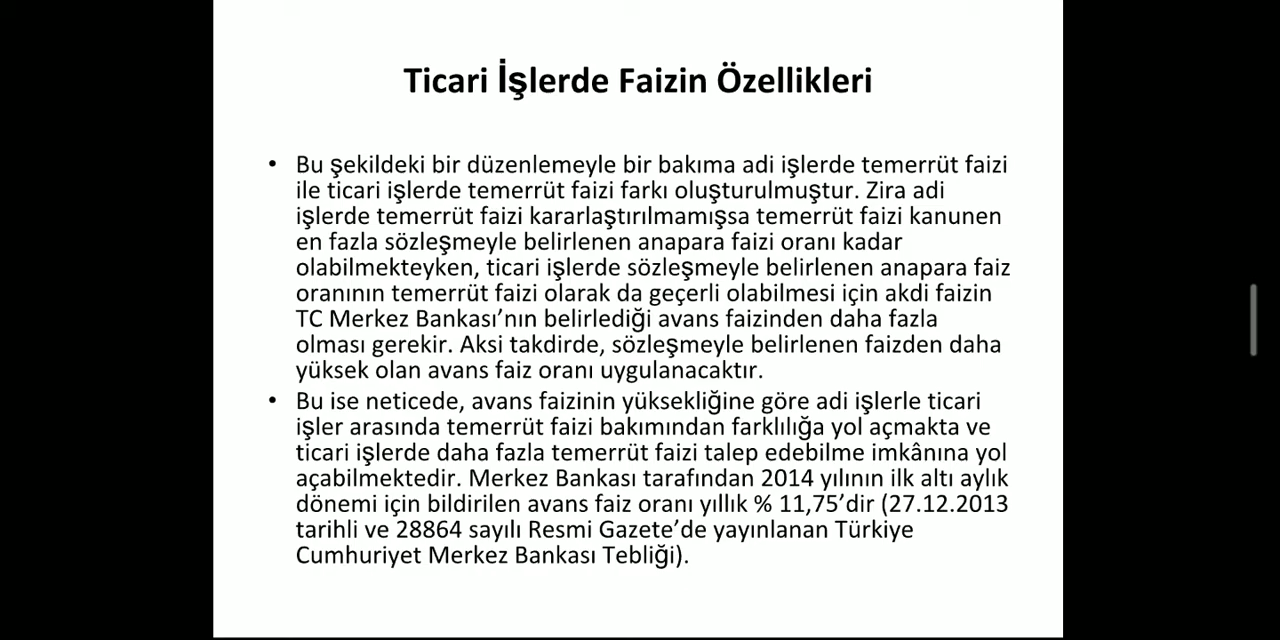 Ticari İşlerde Faizin Özellikleri
• Bu şekildeki bir düzenlemeyle bir bakıma adi işlerde temerrüt faizi
ile ticari işlerde temerrüt faizi farkı oluşturulmuştur. Zira adi
işlerde temerrüt faizi kararlaştırılmamışsa temerrüt faizi kanunen
en fazla sözleşmeyle belirlenen anapara faizi oranı kadar
olabilmekteyken, ticari işlerde sözleşmeyle belirlenen anapara faiz
oranının temerrüt faizi olarak da geçerli olabilmesi için akdi faizin
TC Merkez Bankası’nın belirlediği avans faizinden daha fazla
olması gerekir. Aksi takdirde, sözleşmeyle belirlenen faizden daha
yüksek olan avans faiz oranı uygulanacaktır.
• Bu ise neticede, avans faizinin yüksekliğine göre adi işlerle ticari
işler arasında temerrüt faizi bakımından farklılığa yol açmakta ve
ticari işlerde daha fazla temerrüt faizi talep edebilme imkânına yol
açabilmektedir. Merkez Bankası tarafından 2014 yılının ilk altı aylık
dönemi için bildirilen avans faiz oranı yıllık % 11,75’dir (27.12.2013
tarihli ve 28864 sayılı Resmi Gazete’de yayınlanan Türkiye
Cumhuriyet Merkez Bankası Tebliği).